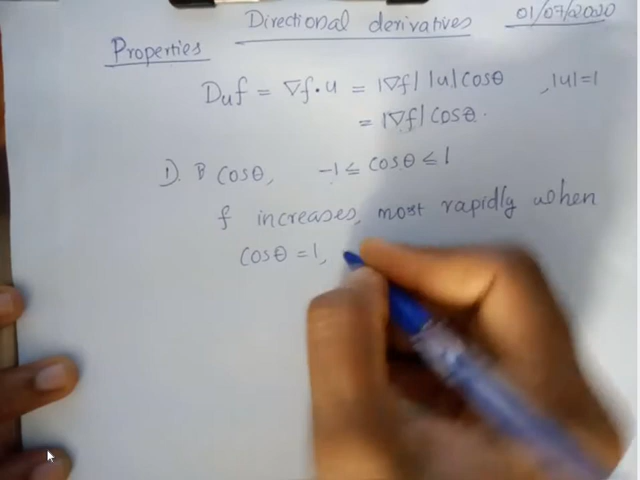 Directional derivatives 01/07/2020
Properties
Duf = ∇f·u = |∇f| |u| cosθ , |u|=1
= |∇f| cosθ.
1). cosθ, -1 ≤ cosθ ≤ 1
f increases, most rapidly when
cosθ = 1,